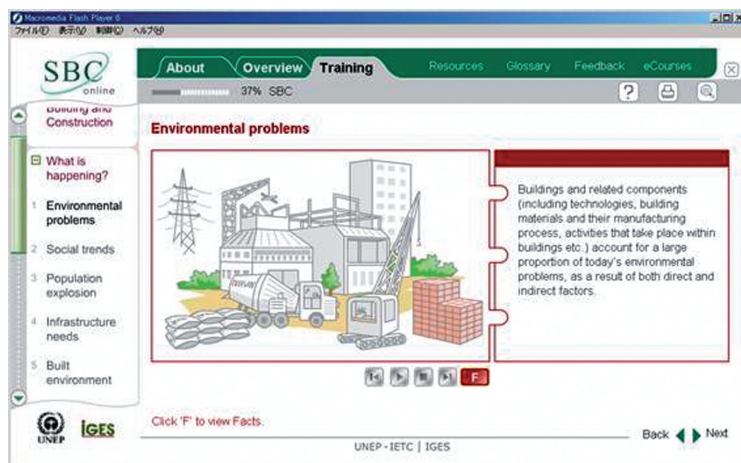 Macromedia Flash Player 6
ファイル(F) 表示(V) 制御(C) ヘルプ(H)
SBC
online
About
Overview
Training
Resources
Glossary
Feedback
eCourses
37% SBC
Building and
Construction
What is
happening?
1 Environmental
problems
2 Social trends
3 Population
explosion
4 Infrastructure
needs
5 Built
environment
Environmental problems
Buildings and related components
(including technologies, building
materials and their manufacturing
process, activities that take place within
buildings etc.) account for a large
proportion of today's environmental
problems, as a result of both direct and
indirect factors.
F
Click 'F' to view Facts.
UNEP
IGES
UNEP - IETC | IGES
Back
Next